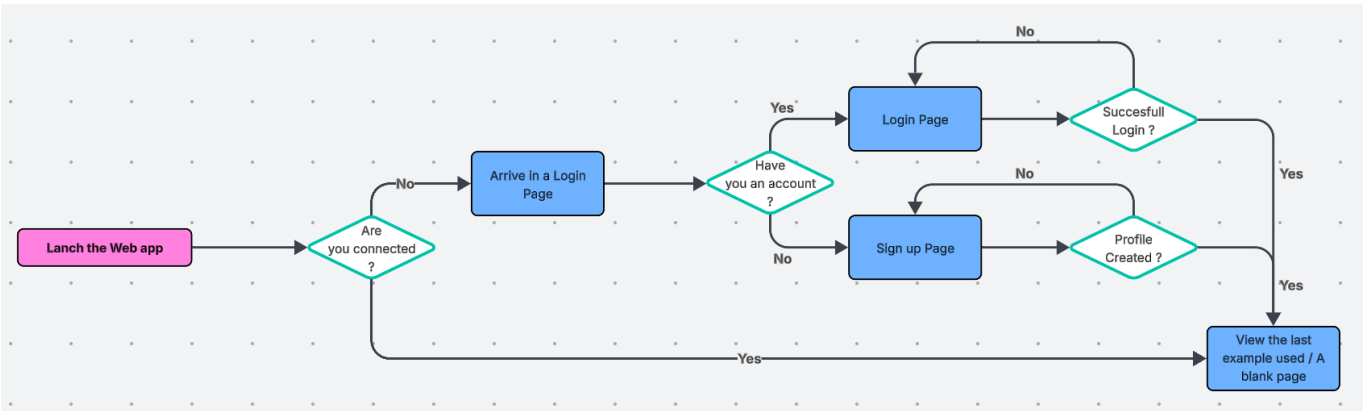 Lanch the Web app
Are
you connected
?
No
Yes
Arrive in a Login
Page
Have
you an account
?
Yes
No
Login Page
Succesfull
Login ?
No
Yes
Sign up Page
Profile
Created ?
No
Yes
View the last
example used / A
blank page